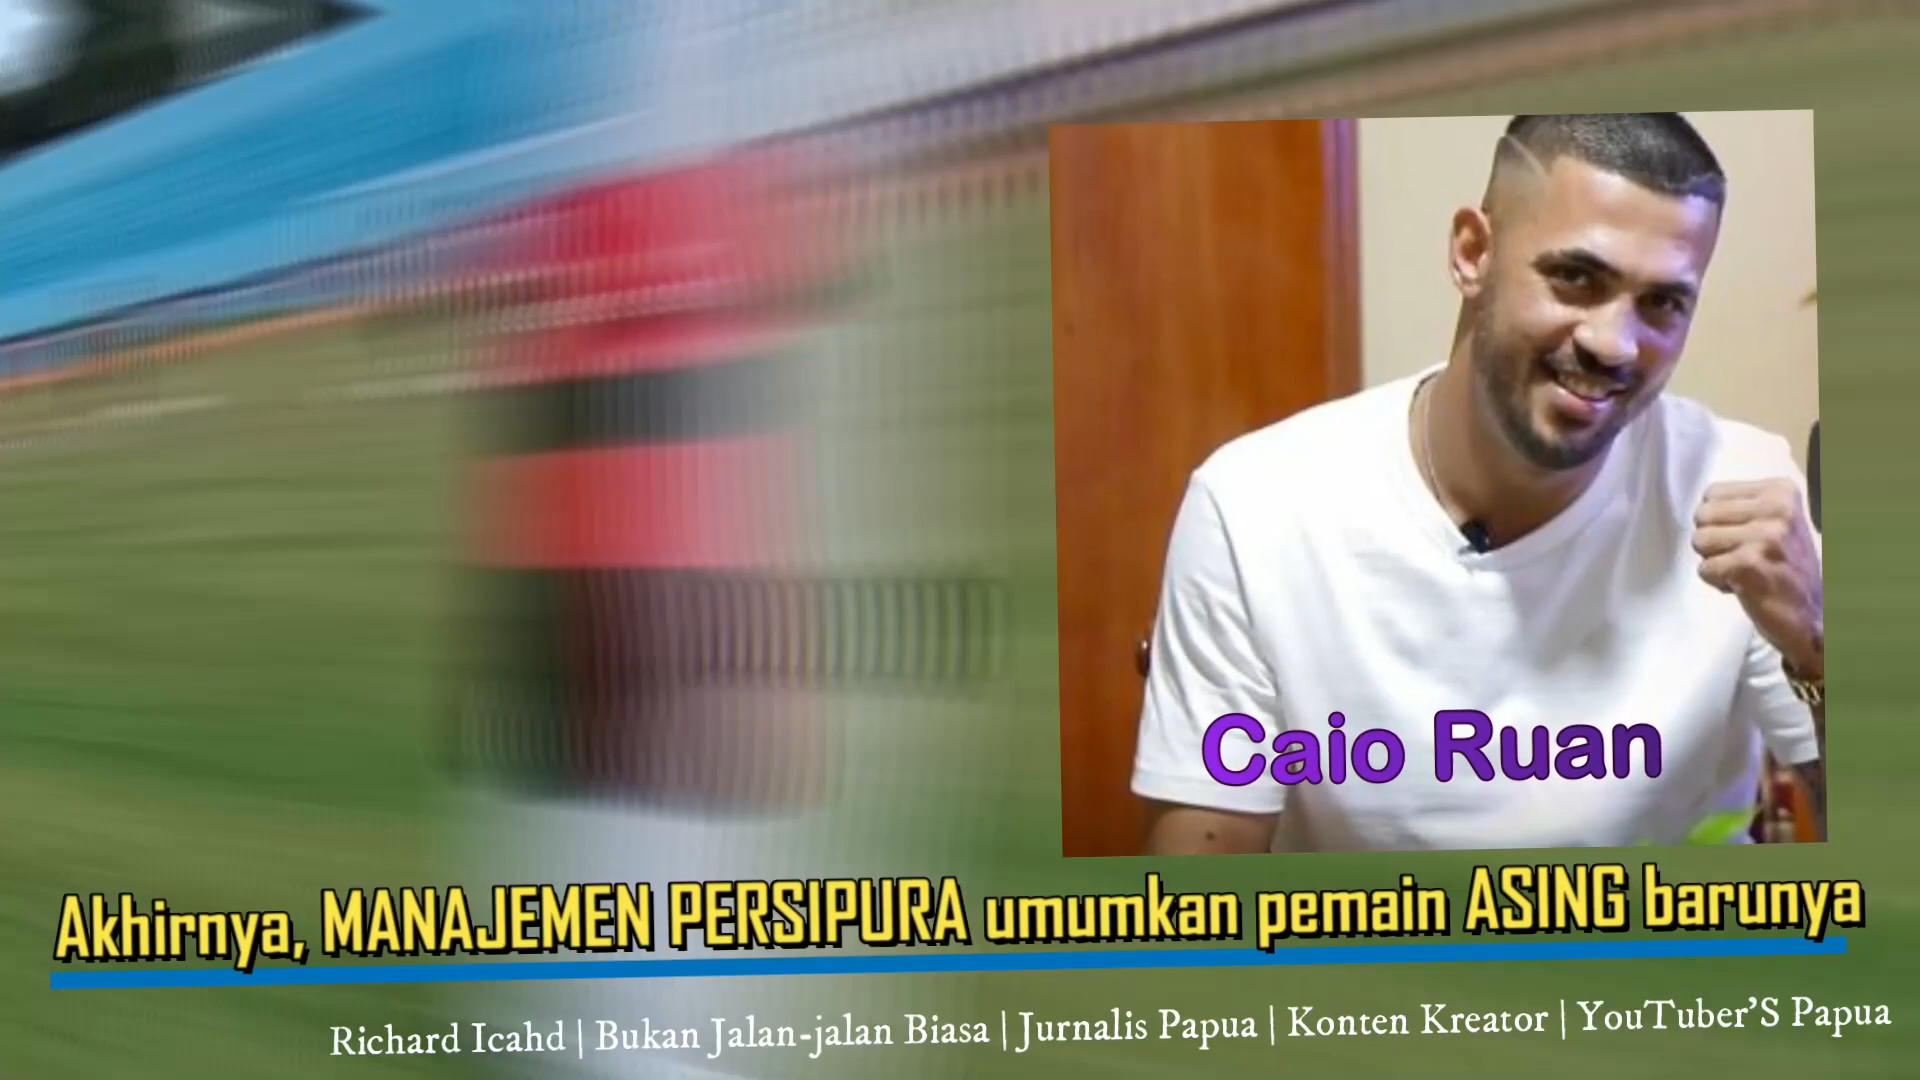 Caio Ruan
Akhirnya, MANAJEMEN PERSIPURA umumkan pemain ASING barunya
Richard Icahd | Bukan Jalan-jalan Biasa | Jurnalis Papua | Konten Kreator | YouTuber'S Papua